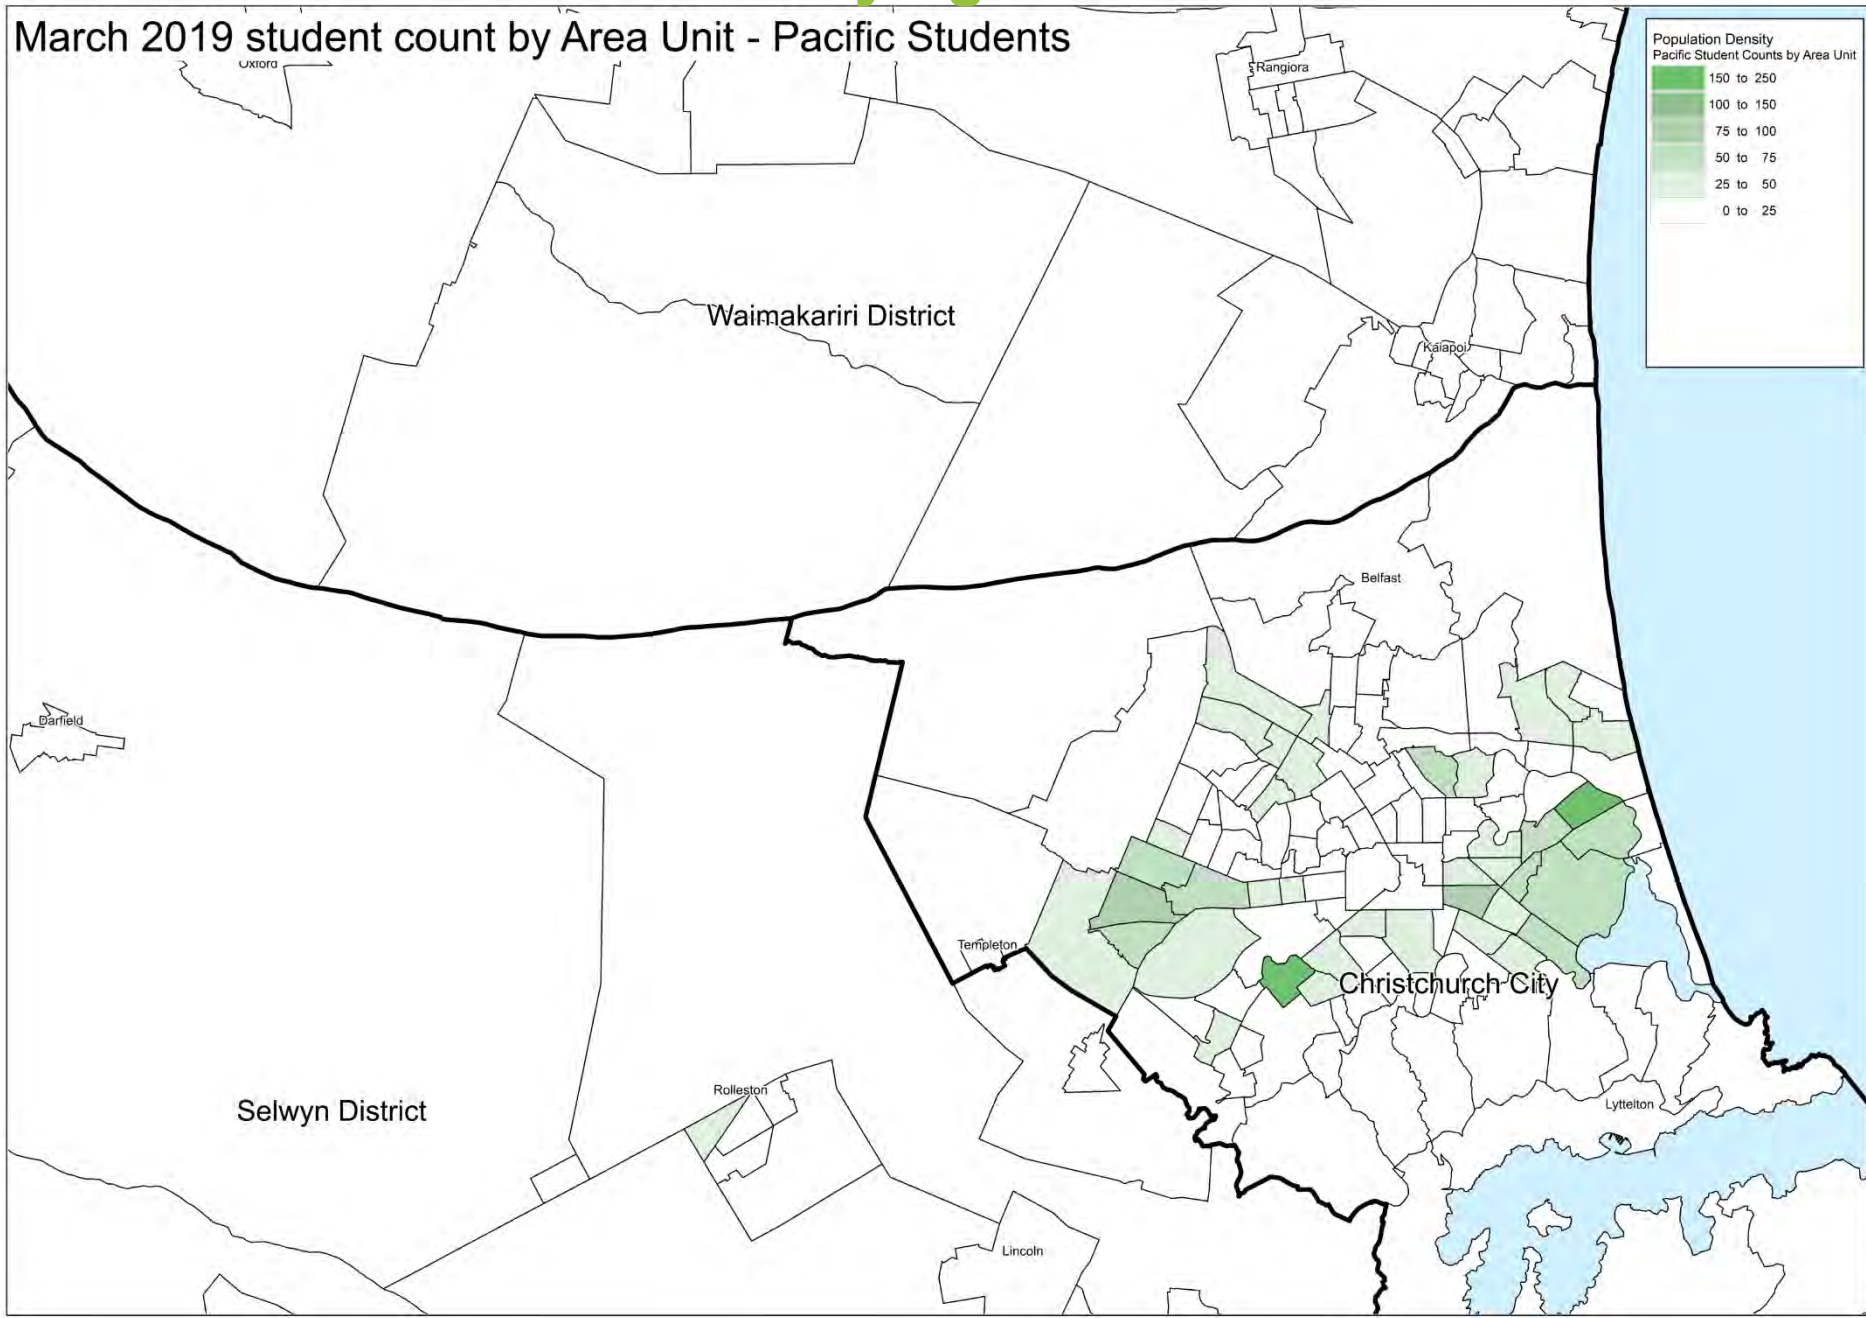 March 2019 student count by Area Unit - Pacific Students
Oxford
Rangiora
Population Density
Pacific Student Counts by Area Unit
150 to 250
100 to 150
75 to 100
50 to 75
25 to 50
0 to 25
Waimakariri District
Kaiapoi
Belfast
Darfield
Templeton
Christchurch City
Rolleston
Selwyn District
Lyttelton
Lincoln